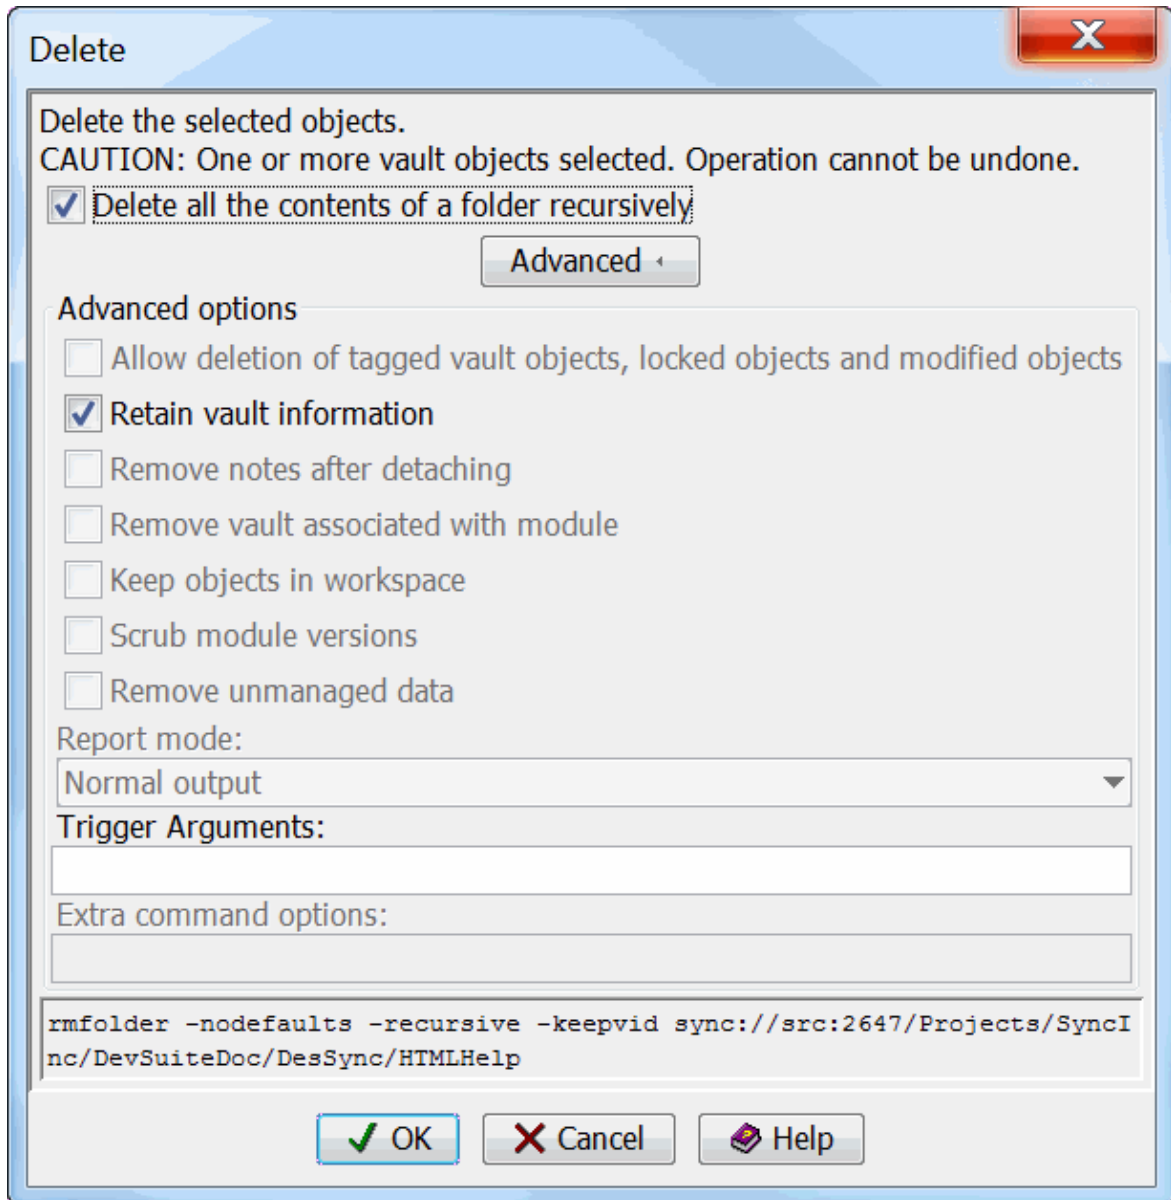 Delete
Delete the selected objects.
CAUTION: One or more vault objects selected. Operation cannot be undone.
Delete all the contents of a folder recursively
Advanced
Advanced options
Allow deletion of tagged vault objects, locked objects and modified objects
Retain vault information
Remove notes after detaching
Remove vault associated with module
Keep objects in workspace
Scrub module versions
Remove unmanaged data
Report mode:
Normal output
Trigger Arguments:
Extra command options:
rmfolder -nodefaults -recursive -keepvid sync://src:2647/Projects/SyncI
nc/DevSuiteDoc/DesSync/HTMLHelp
OK Cancel Help